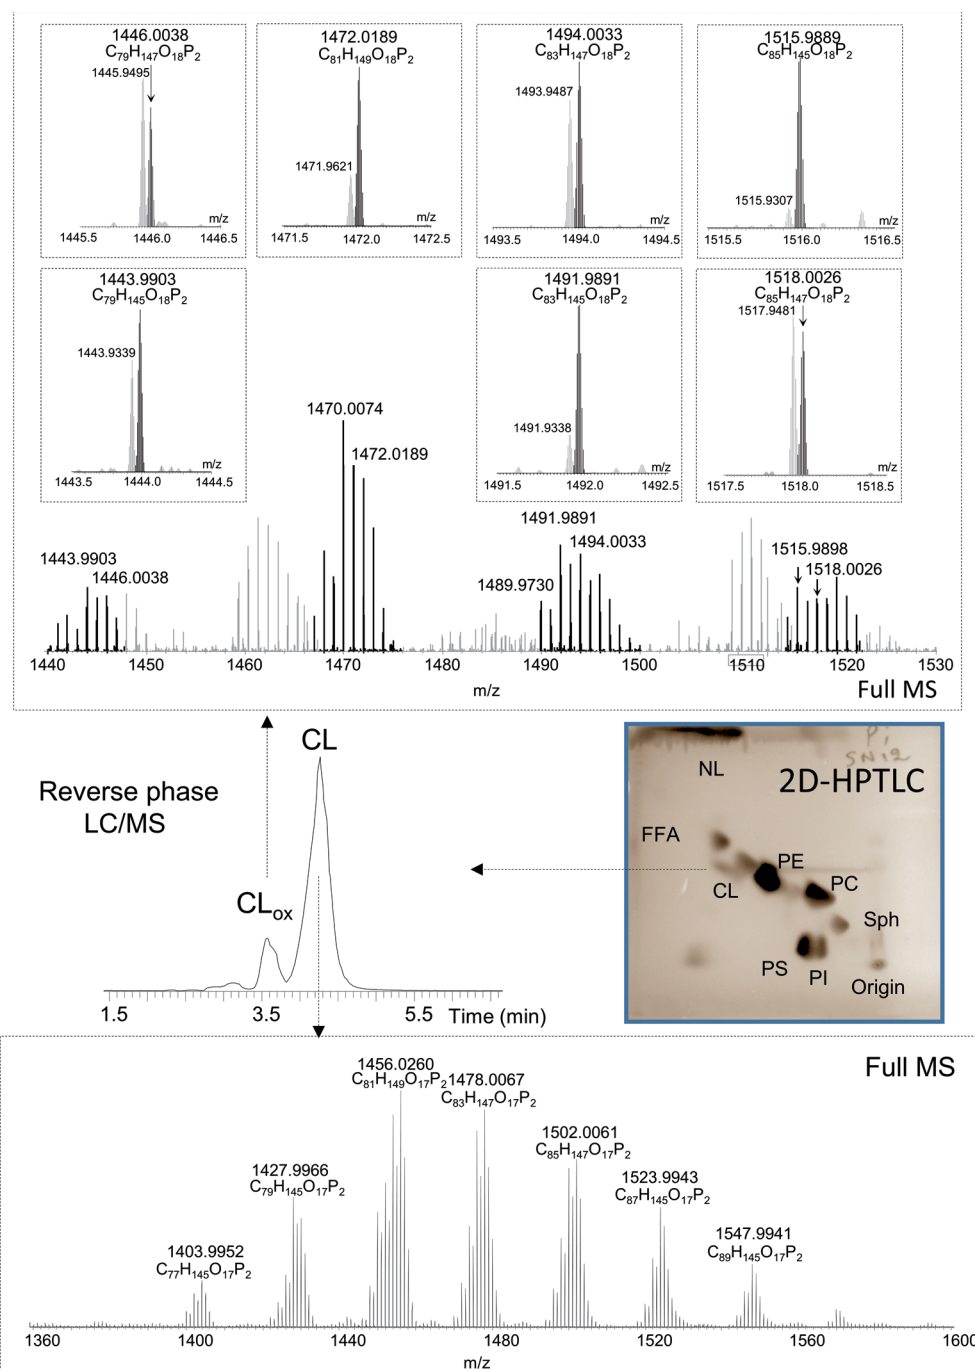 1446.0038
C79H147O18P2
1445.9495
m/z
1445.5 1446.0 1446.5
1472.0189
C81H149O18P2
1471.9621
m/z
1471.5 1472.0 1472.5
1494.0033
C83H147O18P2
1493.9487
m/z
1493.5 1494.0 1494.5
1515.9889
C85H145O18P2
1515.9307
m/z
1515.5 1516.0 1516.5
1443.9903
C79H145O18P2
1443.9339
m/z
1443.5 1444.0 1444.5
1491.9891
C83H145O18P2
1491.9338
m/z
1491.5 1492.0 1492.5
1518.0026
C85H147O18P2
1517.9481
m/z
1517.5 1518.0 1518.5
1470.0074
1472.0189
1491.9891
1494.0033
1443.9903
1446.0038
1489.9730
1515.9898
1518.0026
1440 1450 1460 1470 1480 1490 1500 1510 1520 1530
m/z
Full MS
Reverse phase
LC/MS
CL
CLox
1.5 3.5 5.5 Time (min)
Pi
SN12
2D-HPTLC
NL
FFA
PE
CL
PC
Sph
PS
PI
Origin
Full MS
1456.0260
C81H149O17P2
1478.0067
C83H147O17P2
1502.0061
C85H147O17P2
1427.9966
C79H145O17P2
1523.9943
C87H145O17P2
1547.9941
C89H145O17P2
1403.9952
C77H145O17P2
1360 1400 1440 1480 1520 1560 1600
m/z